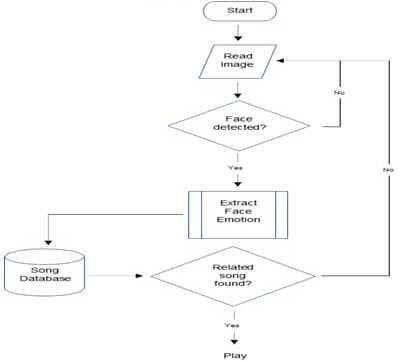 Start
Read
image
Face
detected?
No
Yes
No
Extract
Face
Emotion
Song
Database
Related
song
found?
Yes
Play